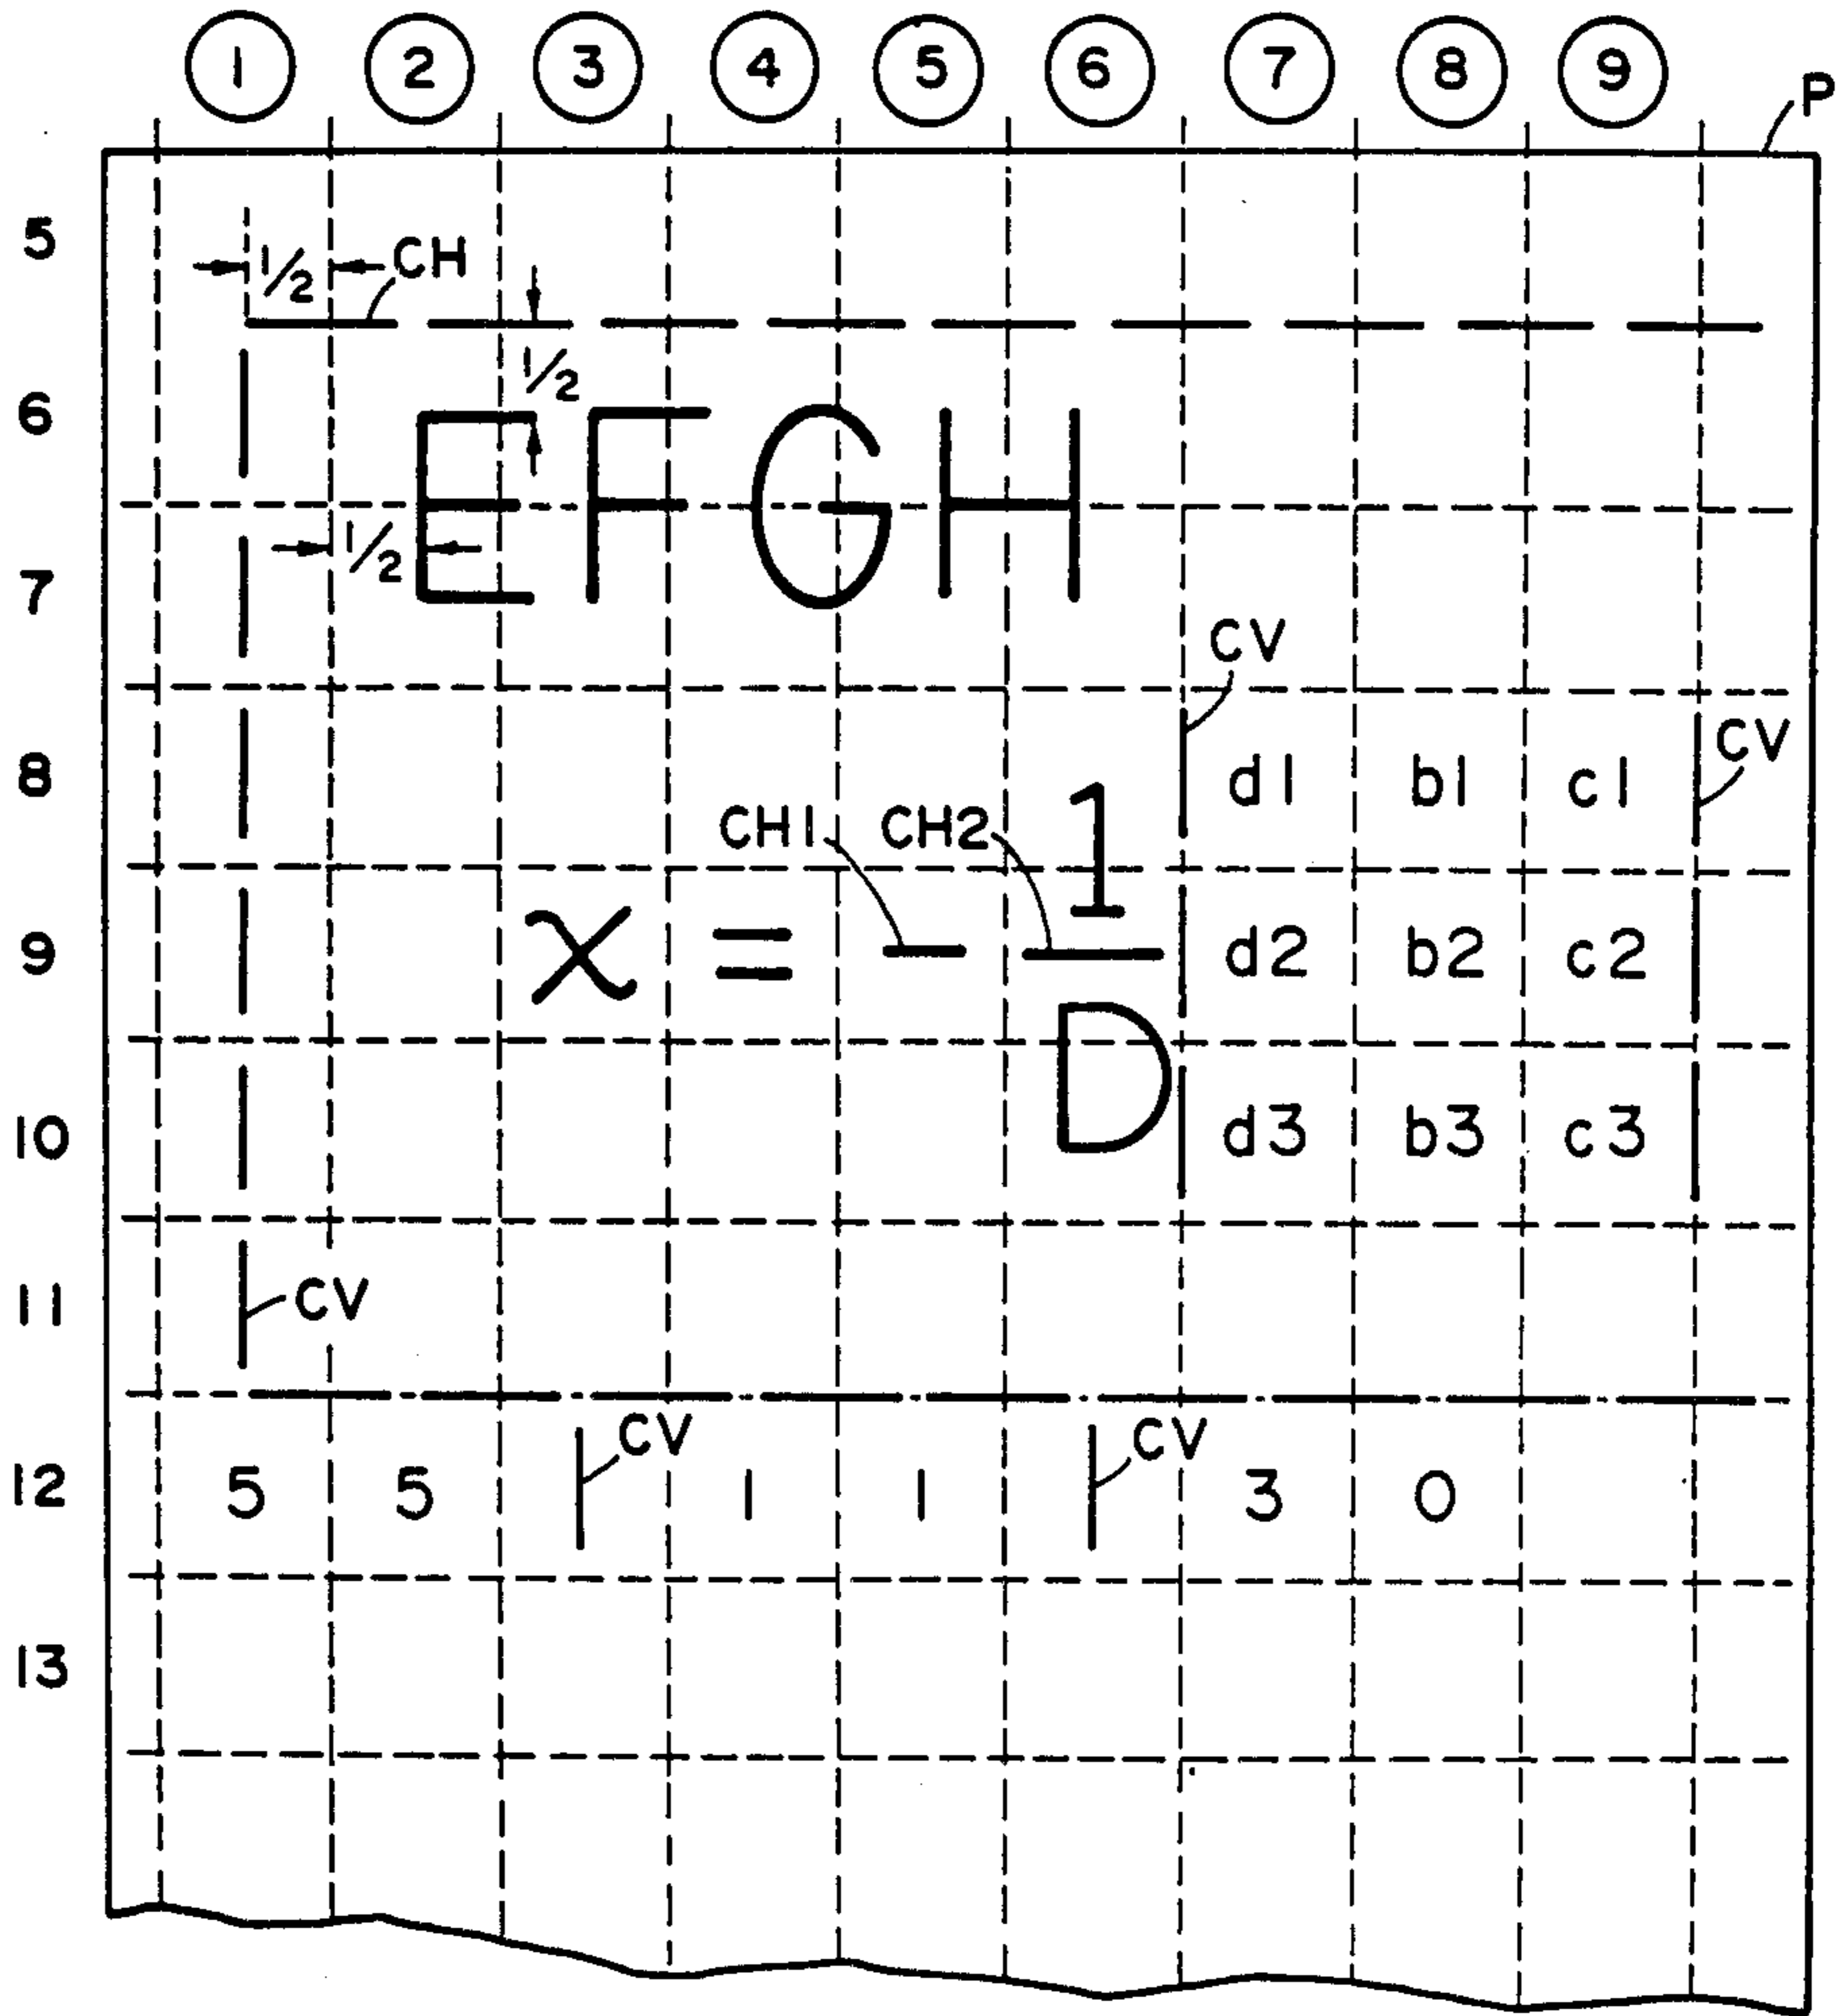 1 2 3 4 5 6 7 8 9
P
5
1/2 CH
1/2
6
EFGH
1/2
7
CV
8 d1 b1 c1 CV
CH1 CH2
9 x = - 1/D d2 b2 c2
10 d3 b3 c3
11 CV
CV CV
12 5 5 | 1 1 | 3 0
13